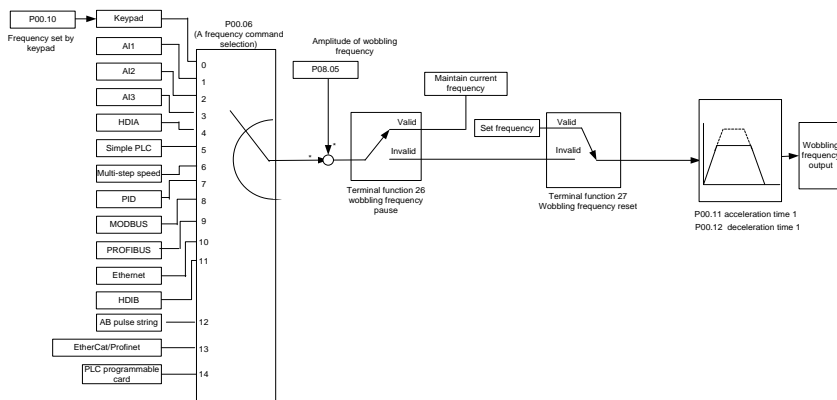 P00.10
Frequency set by
keypad
Keypad
AI1
AI2
AI3
HDIA
Simple PLC
Multi-step speed
PID
MODBUS
PROFIBUS
Ethernet
HDIB
AB pulse string
EtherCat/Profinet
PLC programmable
card
P00.06
(A frequency command
selection)
0
1
2
3
4
5
6
7
8
9
10
11
12
13
14
Amplitude of wobbling
frequency
P08.05
*
*
Valid
Invalid
Terminal function 26
wobbling frequency
pause
Maintain current
frequency
Set frequency
Valid
Invalid
Terminal function 27
Wobbling frequency reset
P00.11 acceleration time 1
P00.12 deceleration time 1
Wobbling
frequency
output